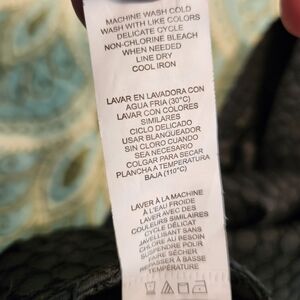 MACHINE WASH COLD
WASH WITH LIKE COLORS
DELICATE CYCLE
NON-CHLORINE BLEACH
WHEN NEEDED
LINE DRY
COOL IRON
LAVAR EN LAVADORA CON
AGUA FRIA (30°C)
LAVAR CON COLORES
SIMILARES
CICLO DELICADO
USAR BLANQUEADOR
SIN CLORO CUANDO
SEA NECESARIO
COLGAR PARA SECAR
PLANCHA A TEMPERATURA
BAJA (110°C)
LAVER À LA MACHINE
À L'EAU FROIDE
LAVER AVEC DES
COULEURS SIMILAIRES
CYCLE DÉLICAT
JAVELLISANT SANS
CHLORE AU BESOIN
SUSPENDRE POUR
FAIRE SÉCHER
REPASSER À BASSE
TEMPÉRATURE